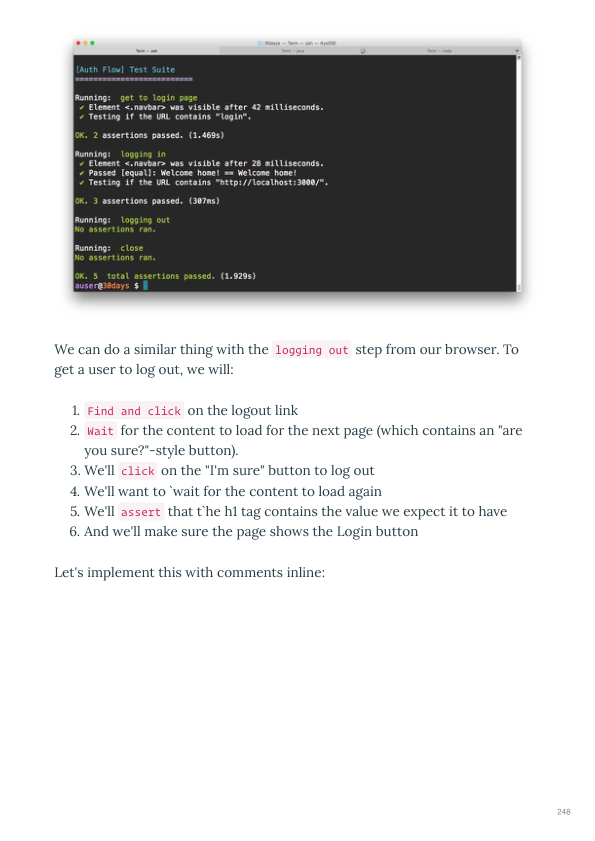 30days — Term — zsh — 80x26
Term — zsh
Term — java
Term — node
[Auth Flow] Test Suite
==========================
Running:  get to login page
✔ Element <.navbar> was visible after 42 milliseconds.
✔ Testing if the URL contains "login".
OK. 2 assertions passed. (1.469s)
Running:  logging in
✔ Element <.navbar> was visible after 28 milliseconds.
✔ Passed [equal]: Welcome home! == Welcome home!
✔ Testing if the URL contains "http://localhost:3000/".
OK. 3 assertions passed. (307ms)
Running:  logging out
No assertions ran.
Running:  close
No assertions ran.
OK. 5  total assertions passed. (1.929s)
auser@30days $
We can do a similar thing with the logging out step from our browser. To
get a user to log out, we will:
1. Find and click on the logout link
2. Wait for the content to load for the next page (which contains an "are
you sure?"-style button).
3. We'll click on the "I'm sure" button to log out
4. We'll want to `wait for the content to load again
5. We'll assert that t`he h1 tag contains the value we expect it to have
6. And we'll make sure the page shows the Login button
Let's implement this with comments inline:
248